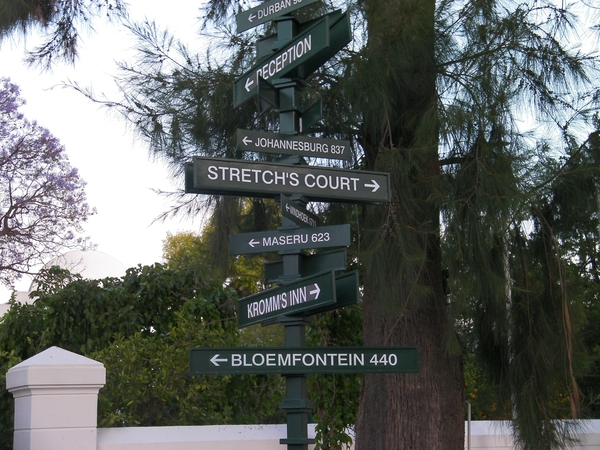 ← DURBAN
← RECEPTION
← JOHANNESBURG 837
STRETCH'S COURT →
← MASERU 623
KROMM'S INN →
← BLOEMFONTEIN 440